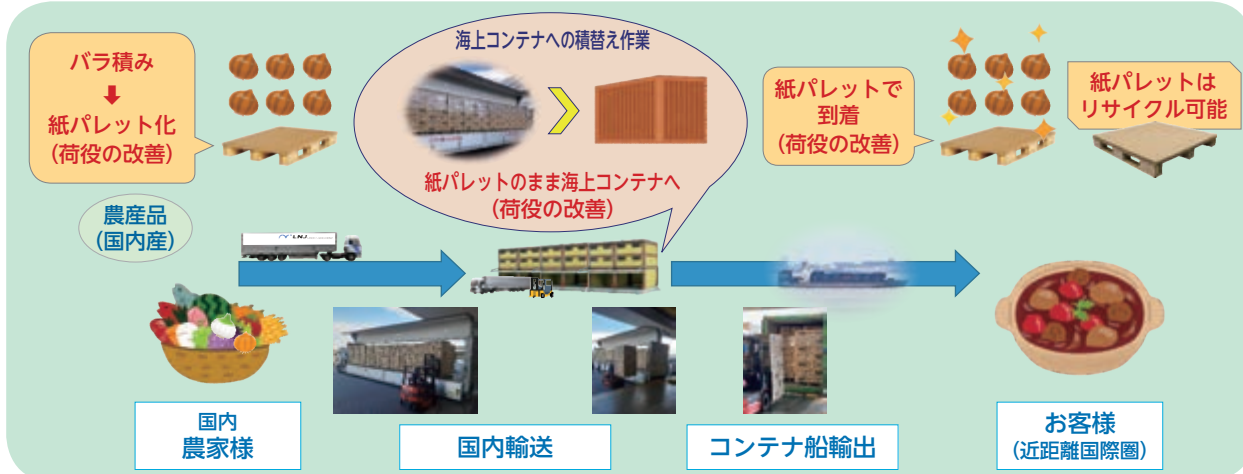 バラ積み
紙パレット化
(荷役の改善)
海上コンテナへの積替え作業
紙パレットのまま海上コンテナへ
(荷役の改善)
紙パレットで
到着
(荷役の改善)
紙パレットは
リサイクル可能
農産品
(国内産)
LNJ
国内
農家様
国内輸送
コンテナ船輸出
お客様
(近距離国際圏)